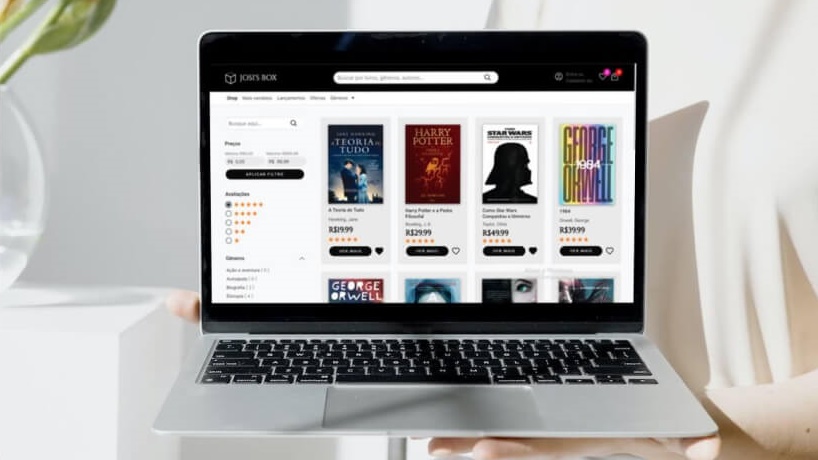 JOSI'S BOX
Buscar por livros, gêneros, autores...
Shop Mais vendidos Lançamentos Ofertas Gêneros
Busque aqui...
Preços
R$ 0,00 R$ 99,99
APLICAR FILTRO
Avaliações
Gêneros
Ação e aventura
Autoajuda
Biografia
JANE HAWKING
A TEORIA DE TUDO
A Teoria de Tudo
Hawking, Jane
R$19.99
VER MAIS
HARRY POTTER
Harry Potter e a Pedra Filosofal
Rowling, J. K
R$29.99
VER MAIS
STAR WARS
Como Star Wars Conquistou o Universo
Taylor, Chris
R$49.99
VER MAIS
GEORGE
1984
ORWELL
1984
Orwell, George
R$39.99
VER MAIS
GEORGE
ORWELL